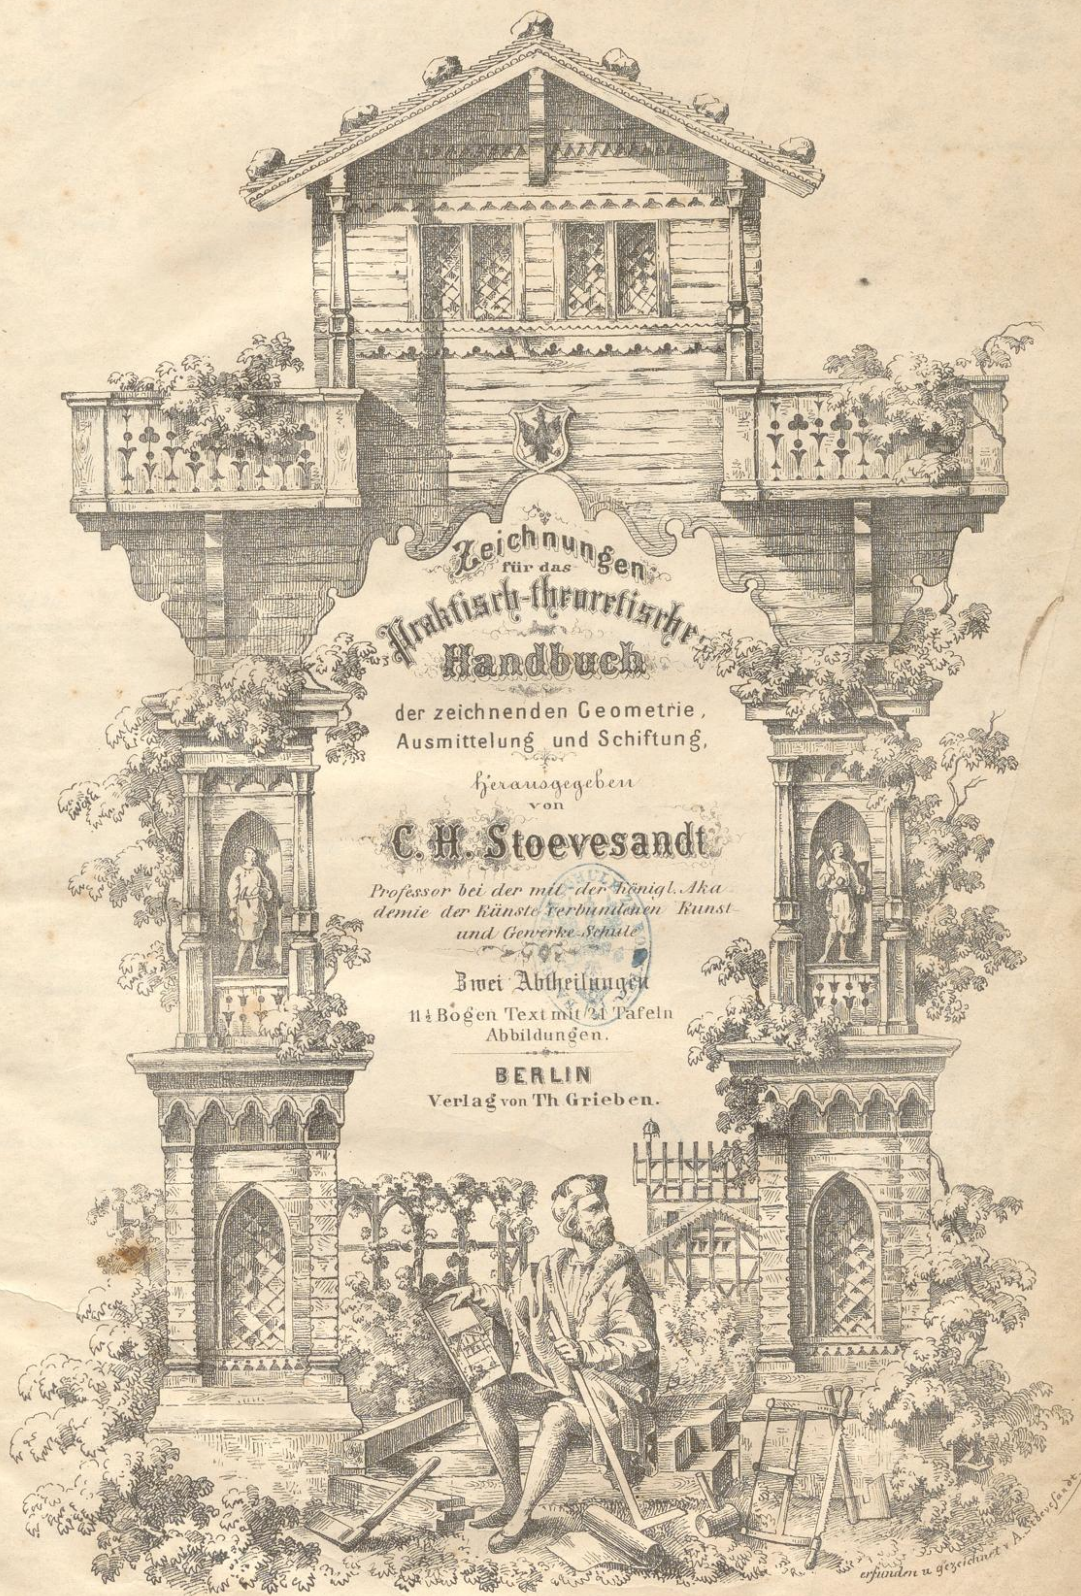 Zeichnungen
für das
Praktisch-theoretische
Handbuch
der zeichnenden Geometrie,
Ausmittelung und Schiftung,
herausgegeben
von
C. H. Stoevesandt
Professor bei der mit der Königl. Aka
demie der Künste verbundenen Kunst
und Gewerke Schule
Zwei Abtheilungen
11½ Bogen Text mit 21 Tafeln
Abbildungen.
BERLIN
Verlag von Th Grieben.
erfunden u gezeichnet v A.